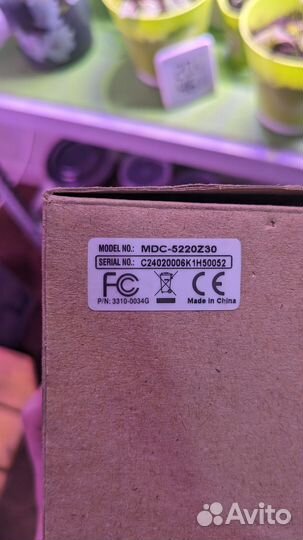 MODEL NO.: MDC-5220Z30
SERIAL NO.: C24020006K1H50052
FC CE
P/N: 3310-0034G Made in China
Avito